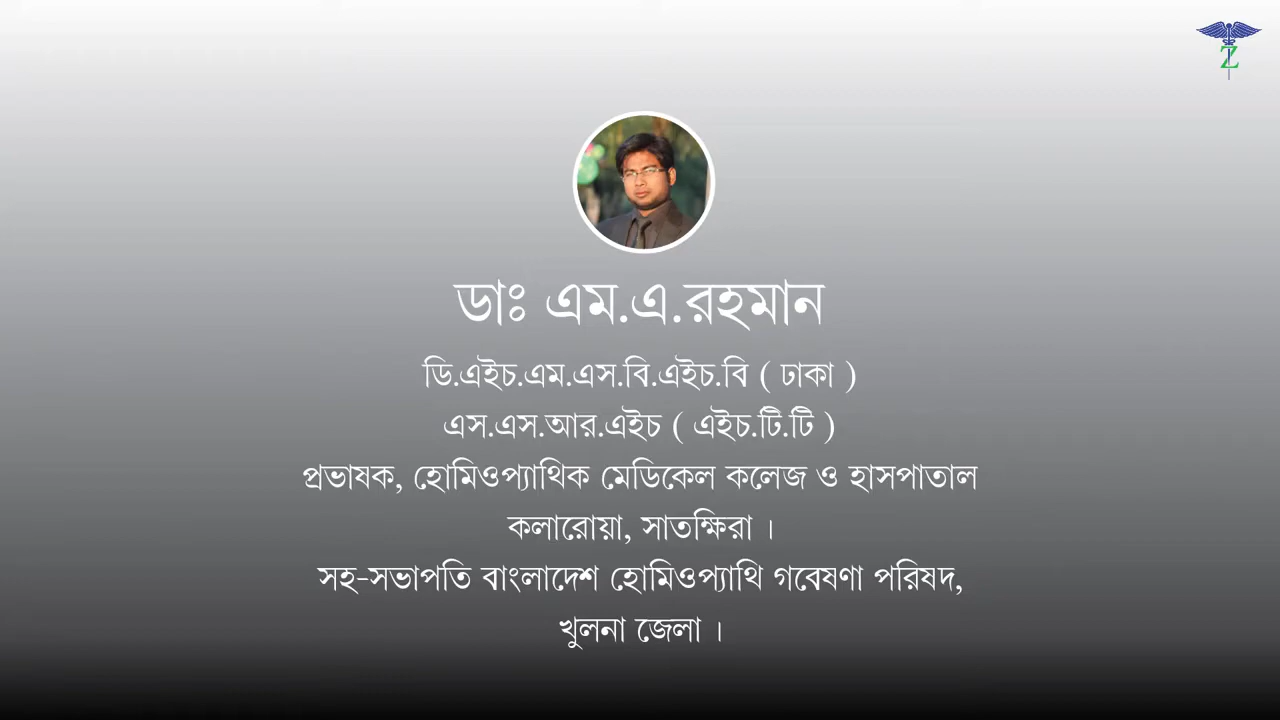 Z
ডাঃ এম.এ.রহমান
ডি.এইচ.এম.এস.বি.এইচ.বি ( ঢাকা )
এস.এস.আর.এইচ ( এইচ.টি.টি )
প্রভাষক, হোমিওপ্যাথিক মেডিকেল কলেজ ও হাসপাতাল
কলারোয়া, সাতক্ষিরা ।
সহ-সভাপতি বাংলাদেশ হোমিওপ্যাথি গবেষণা পরিষদ,
খুলনা জেলা ।